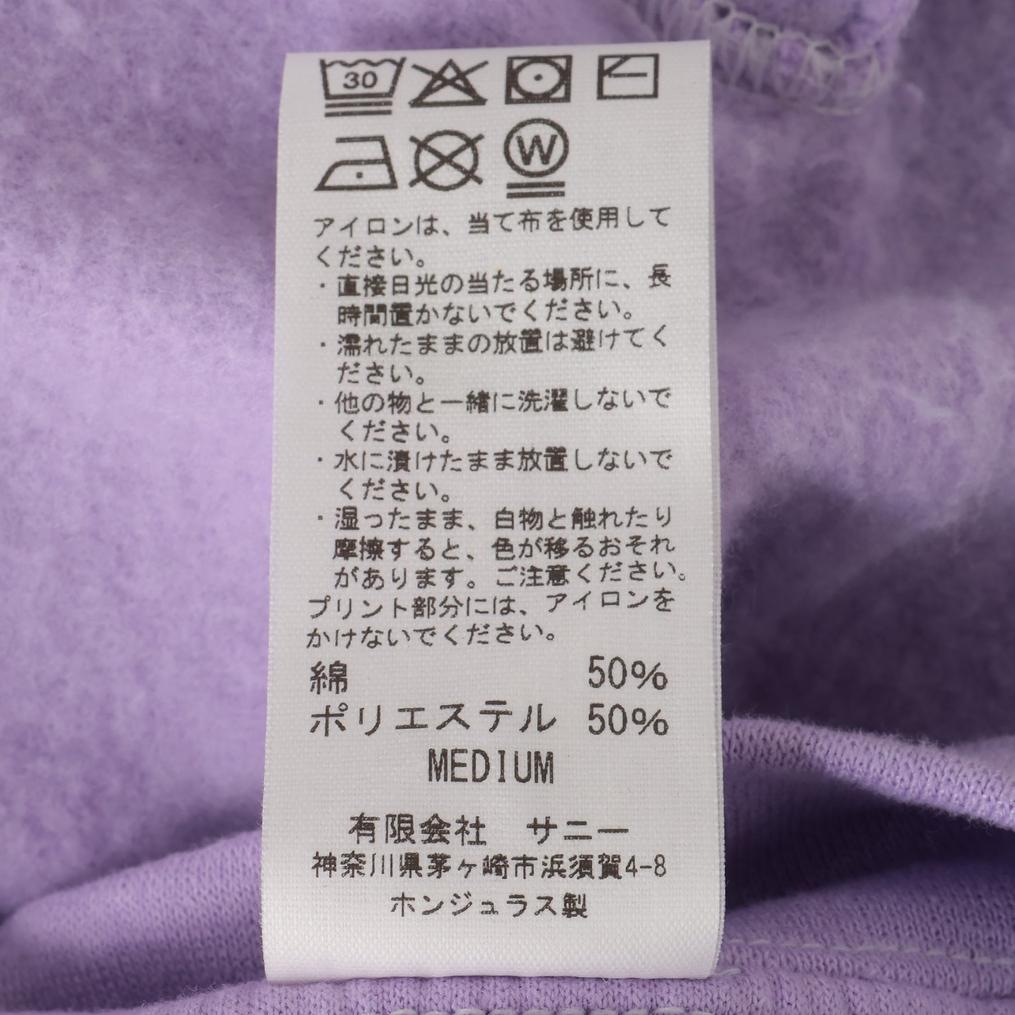 30
W
アイロンは、当て布を使用して
ください。
・直接日光の当たる場所に、長
時間置かないでください。
・濡れたままの放置は避けてく
ださい。
・他の物と一緒に洗濯しないで
ください。
・水に漬けたまま放置しないで
ください。
・湿ったまま、白物と触れたり
摩擦すると、色が移るおそれ
があります。ご注意ください。
プリント部分には、アイロンを
かけないでください。
綿 50%
ポリエステル 50%
MEDIUM
有限会社 サニー
神奈川県茅ヶ崎市浜須賀4-8
ホンジュラス製